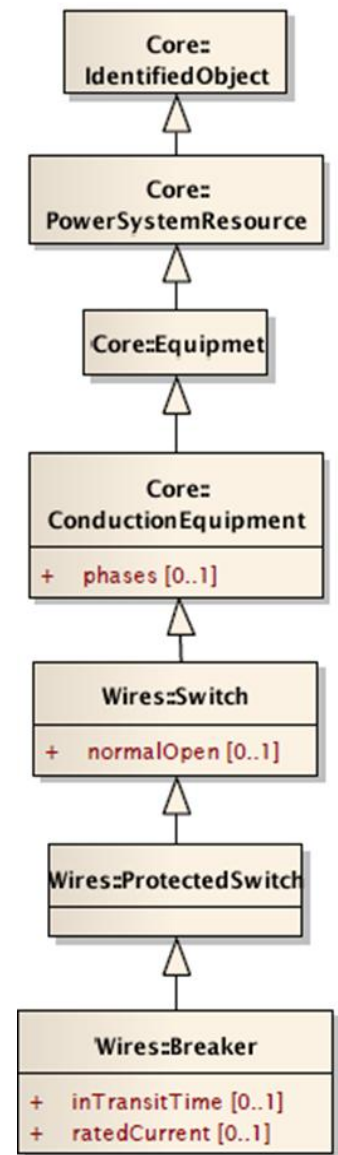 Core::
IdentifiedObject
Core::
PowerSystemResource
Core::Equipmet
Core::
ConductionEquipment
+ phases [0..1]
Wires::Switch
+ normalOpen [0..1]
Wires::ProtectedSwitch
Wires::Breaker
+ inTransitTime [0..1]
+ ratedCurrent [0..1]